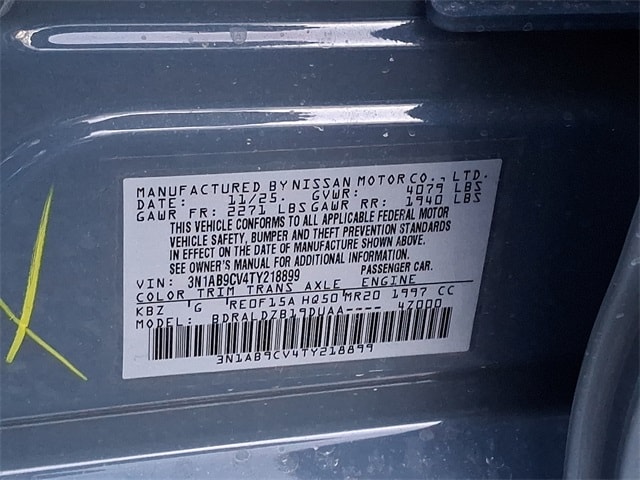 MANUFACTURED BY NISSAN MOTOR CO., LTD.
DATE: 11/25. GVWR: 4079 LBS
GAWR FR: 2271 LBS GAWR RR: 1940 LBS
THIS VEHICLE CONFORMS TO ALL APPLICABLE FEDERAL MOTOR
VEHICLE SAFETY, BUMPER AND THEFT PREVENTION STANDARDS
IN EFFECT ON THE DATE OF MANUFACTURE SHOWN ABOVE.
SEE OWNER'S MANUAL FOR ADDITIONAL INFORMATION
VIN: 3N1AB9CV4TY218899 PASSENGER CAR.
COLOR TRIM TRANS AXLE ENGINE
KBZ G RE0F15A HQ50 MR20 1997 CC
MODEL: BDRALDZB19DUAA---- 47000
3N1AB9CV4TY218899